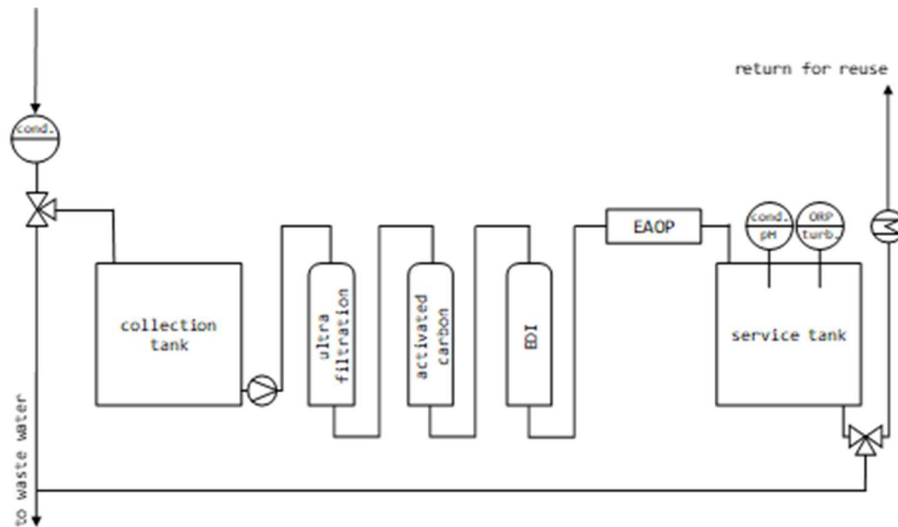 return for reuse
cond.
EAOP
cond.
pH
ORP
turb.
collection
tank
ultra
filtration
activated
carbon
EDI
service tank
to waste water